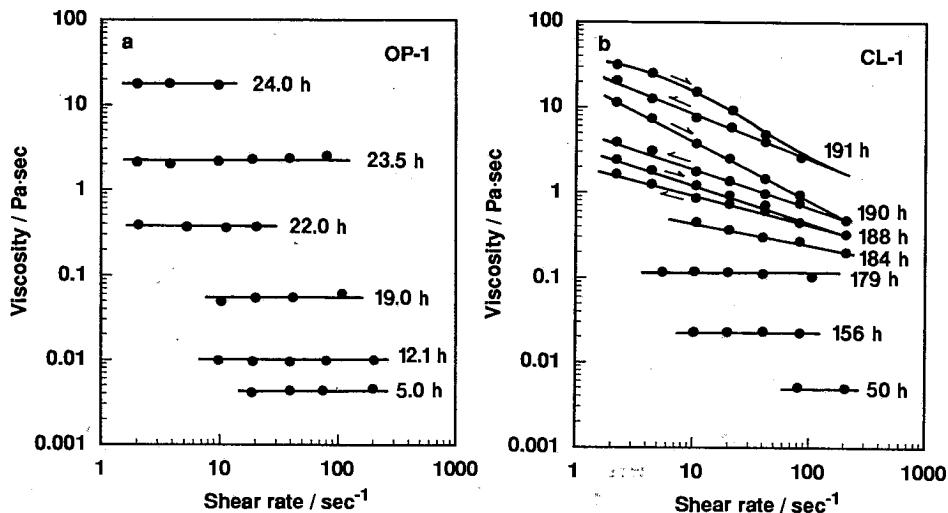 a
OP-1
100
10
1
0.1
0.01
0.001
Viscosity / Pa·sec
24.0 h
23.5 h
22.0 h
19.0 h
12.1 h
5.0 h
1
10
100
1000
Shear rate / sec⁻¹
b
CL-1
100
10
1
0.1
0.01
0.001
Viscosity / Pa·sec
191 h
190 h
188 h
184 h
179 h
156 h
50 h
1
10
100
1000
Shear rate / sec⁻¹